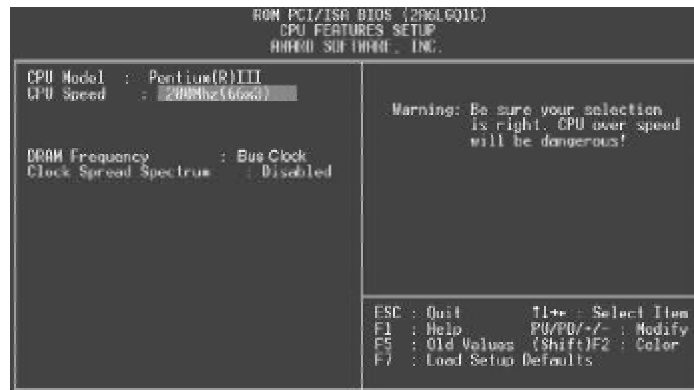 ROM PCI/ISA BIOS (2A6LGQ1C)
CPU FEATURES SETUP
AWARD SOFTWARE, INC.
CPU Model : Pentium(R)III
CPU Speed : 200Mhz(66x3)
DRAM Frequency : Bus Clock
Clock Spread Spectrum : Disabled
Warning: Be sure your selection
is right. CPU over speed
will be dangerous!
ESC : Quit ↑↓→← : Select Item
F1 : Help PU/PD/+/- : Modify
F5 : Old Values (Shift)F2 : Color
F7 : Load Setup Defaults